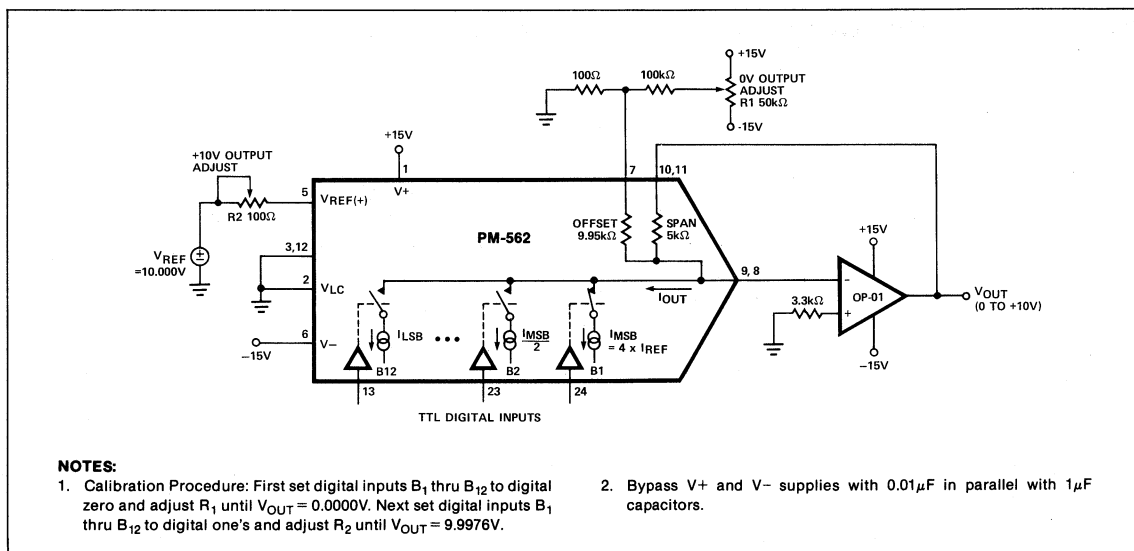 +15V
100Ω
100kΩ
0V OUTPUT
ADJUST
R1 50kΩ
-15V
+15V
+10V OUTPUT
ADJUST
1
7
10,11
V+
5
VREF(+)
R2 100Ω
OFFSET
9.95kΩ
SPAN
5kΩ
PM-562
+15V
VREF
=10.000V
3,12
2
VLC
9, 8
IOUT
−
OP-01
+
3.3kΩ
VOUT
(0 TO +10V)
−15V
6
V−
−15V
ILSB
•••
IMSB
2
IMSB
= 4 x IREF
B12
B2
B1
13
23
24
TTL DIGITAL INPUTS
NOTES:
1. Calibration Procedure: First set digital inputs B1 thru B12 to digital
zero and adjust R1 until VOUT = 0.0000V. Next set digital inputs B1
thru B12 to digital one's and adjust R2 until VOUT = 9.9976V.
2. Bypass V+ and V− supplies with 0.01μF in parallel with 1μF
capacitors.